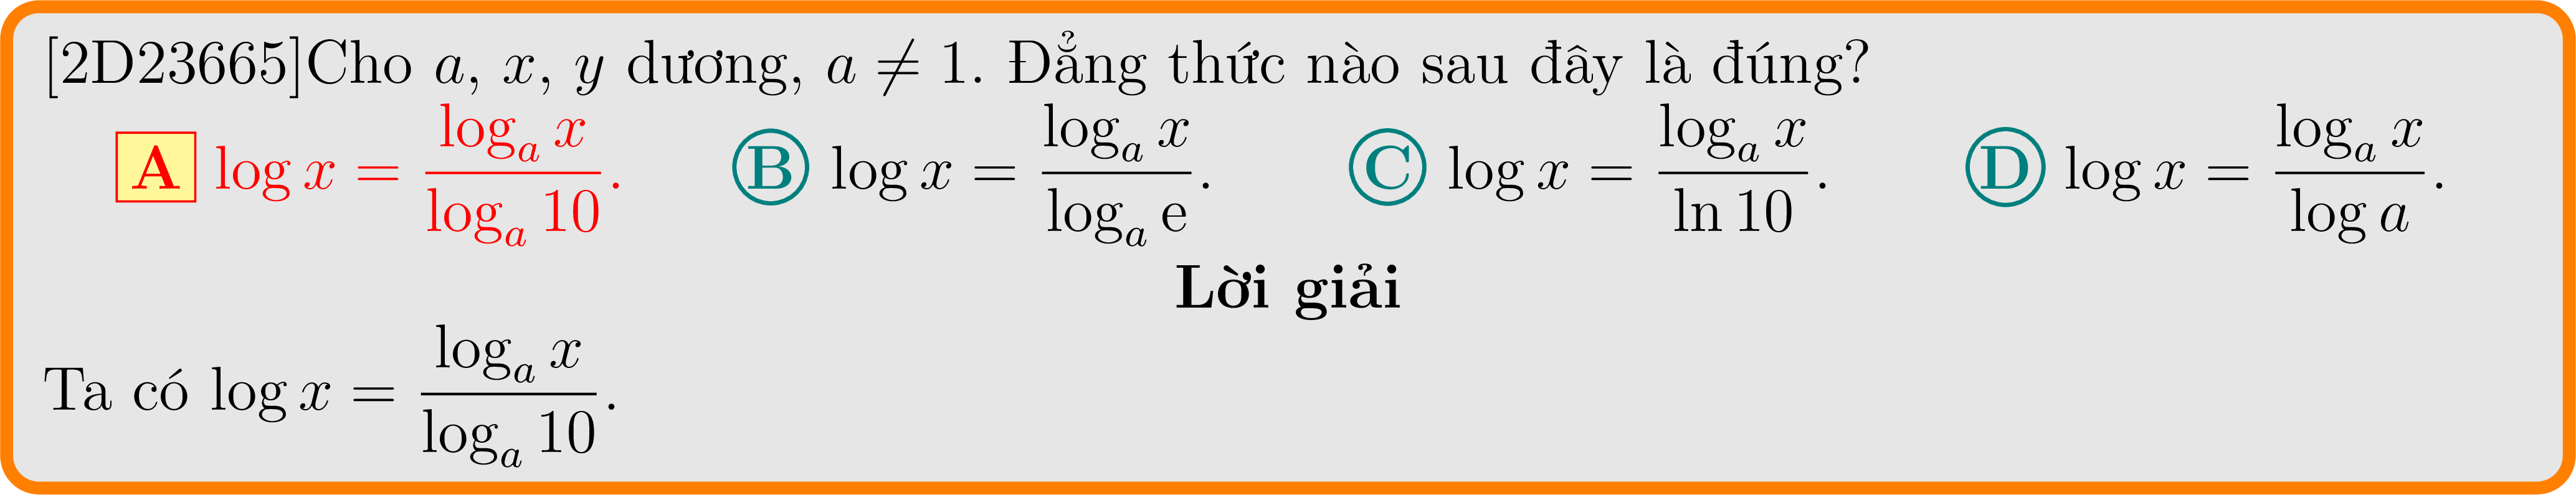 [2D23665]Cho a, x, y dương, a ≠ 1. Đẳng thức nào sau đây là đúng?
A log x = \frac{log_a x}{log_a 10}. B log x = \frac{log_a x}{log_a e}. C log x = \frac{log_a x}{ln 10}. D log x = \frac{log_a x}{log a}.
Lời giải
Ta có log x = \frac{log_a x}{log_a 10}.